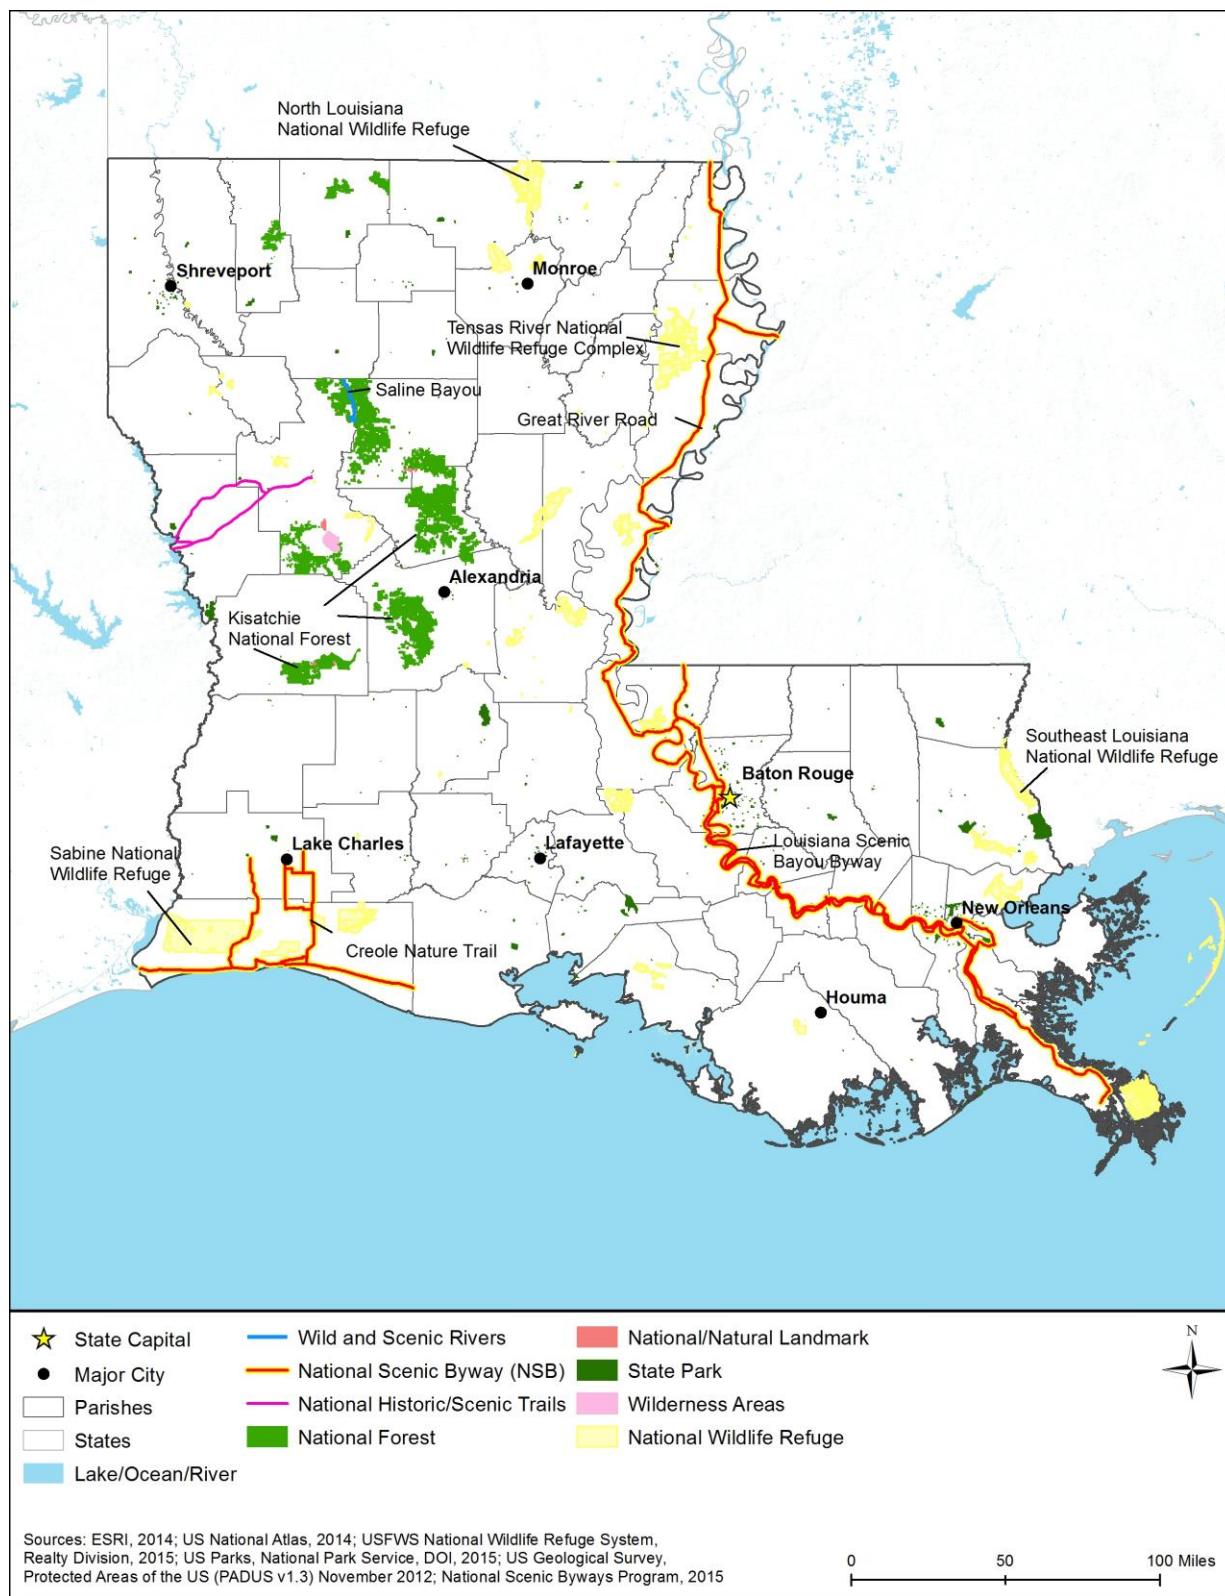 North Louisiana
National Wildlife Refuge
Shreveport
Monroe
Tensas River National
Wildlife Refuge Complex
Saline Bayou
Great River Road
Alexandria
Kisatchie
National Forest
Southeast Louisiana
National Wildlife Refuge
Baton Rouge
Louisiana Scenic
Bayou Byway
Lake Charles
Lafayette
Sabine National
Wildlife Refuge
New Orleans
Creole Nature Trail
Houma
State Capital
Major City
Parishes
States
Lake/Ocean/River
Wild and Scenic Rivers
National Scenic Byway (NSB)
National Historic/Scenic Trails
National Forest
National/Natural Landmark
State Park
Wilderness Areas
National Wildlife Refuge
N
Sources: ESRI, 2014; US National Atlas, 2014; USFWS National Wildlife Refuge System,
Realty Division, 2015; US Parks, National Park Service, DOI, 2015; US Geological Survey,
Protected Areas of the US (PADUS v1.3) November 2012; National Scenic Byways Program, 2015
0 50 100 Miles